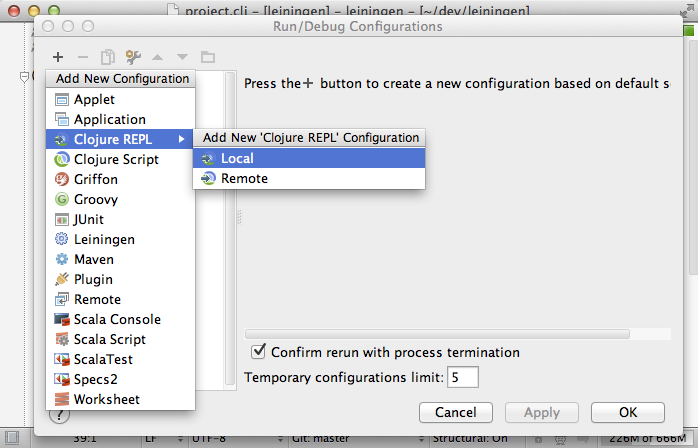 project.clj – [leiningen] – leiningen – [~/dev/leiningen]
Run/Debug Configurations
Add New Configuration
Applet
Application
Clojure REPL
Clojure Script
Griffon
Groovy
JUnit
Leiningen
Maven
Plugin
Remote
Scala Console
Scala Script
ScalaTest
Specs2
Worksheet
Press the + button to create a new configuration based on default s
Add New 'Clojure REPL' Configuration
Local
Remote
Confirm rerun with process termination
Temporary configurations limit: 5
?
Cancel
Apply
OK
39:1
LF
UTF-8
Git: master
Structural: On
226M of 666M